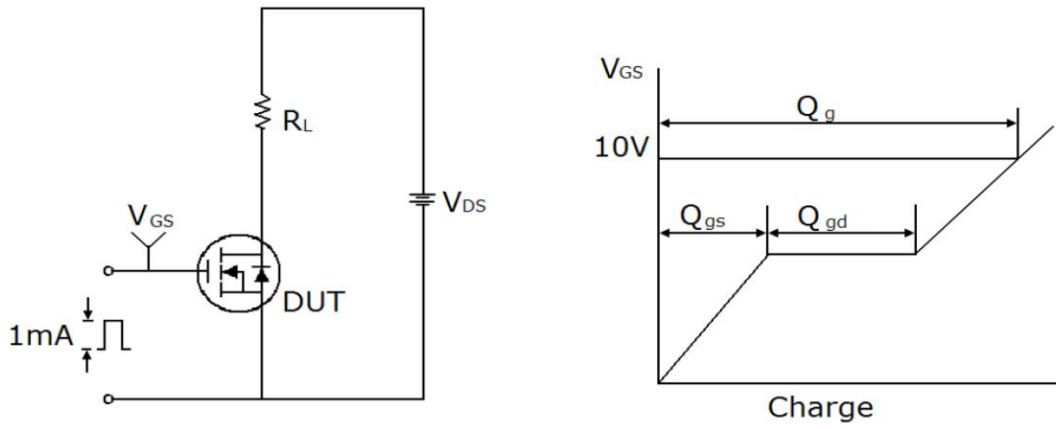 RL
VDS
VGS
DUT
1mA
VGS
10V
Qg
Qgs
Qgd
Charge